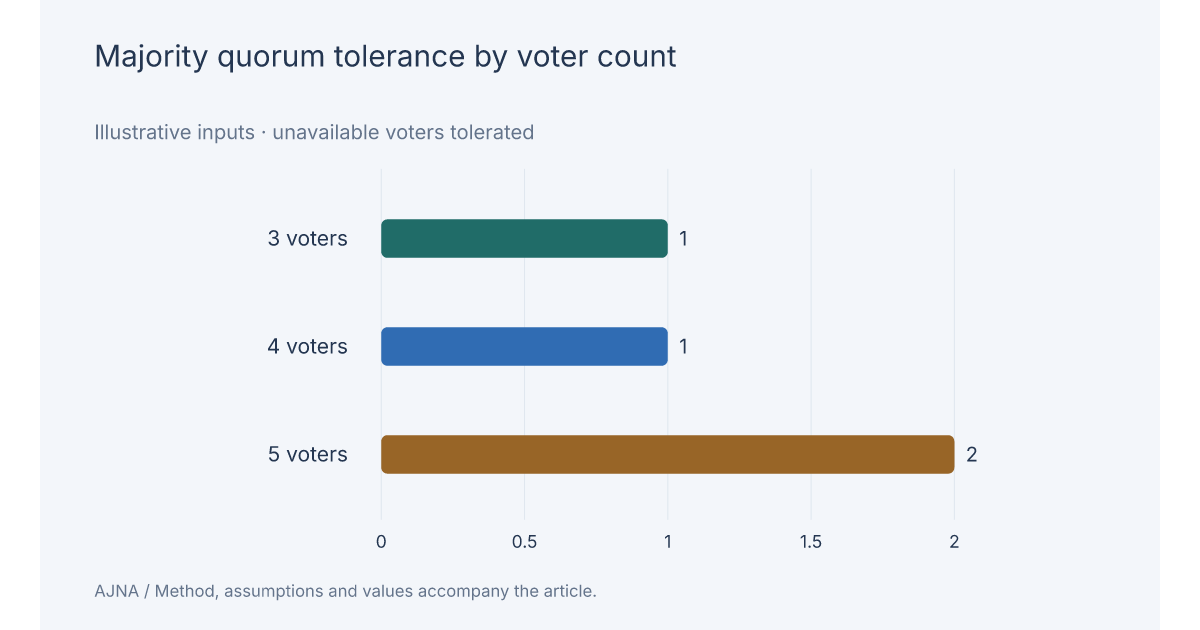 Majority quorum tolerance by voter count
Illustrative inputs · unavailable voters tolerated
3 voters 1
4 voters 1
5 voters 2
0 0.5 1 1.5 2
AJNA / Method, assumptions and values accompany the article.